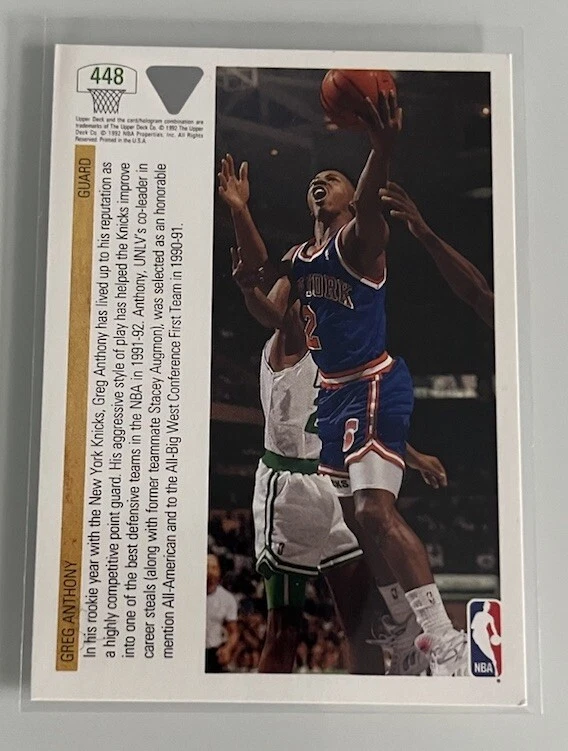 448
Upper Deck and the card/hologram combination are
trademarks of The Upper Deck Co. © 1992 The Upper
Deck Co. © 1992 NBA Properties, Inc. All Rights
Reserved. Printed in the U.S.A.
GREG ANTHONY GUARD
In his rookie year with the New York Knicks, Greg Anthony has lived up to his reputation as
a highly competitive point guard. His aggressive style of play has helped the Knicks improve
into one of the best defensive teams in the NBA in 1991-92. Anthony, UNLV's co-leader in
career steals (along with former teammate Stacey Augmon), was selected as an honorable
mention All-American and to the All-Big West Conference First Team in 1990-91.
YORK
2
KS
NBA